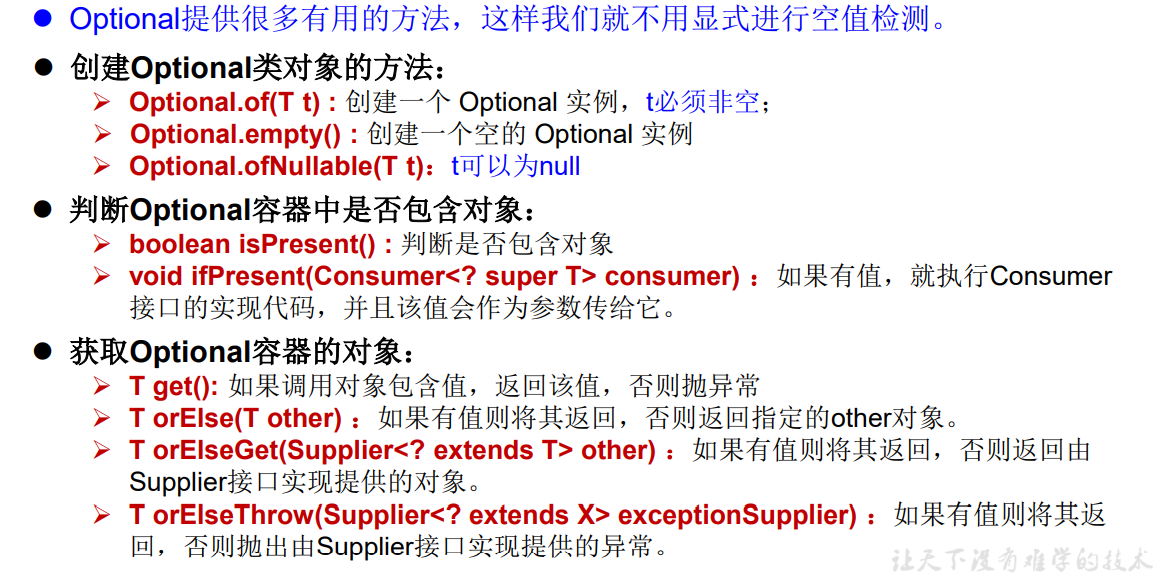 ● Optional提供很多有用的方法，这样我们就不用显式进行空值检测。
● 创建Optional类对象的方法：
➢ Optional.of(T t) : 创建一个 Optional 实例，t必须非空；
➢ Optional.empty() : 创建一个空的 Optional 实例
➢ Optional.ofNullable(T t)：t可以为null
● 判断Optional容器中是否包含对象：
➢ boolean isPresent() : 判断是否包含对象
➢ void ifPresent(Consumer<? super T> consumer) ：如果有值，就执行Consumer
接口的实现代码，并且该值会作为参数传给它。
● 获取Optional容器的对象：
➢ T get(): 如果调用对象包含值，返回该值，否则抛异常
➢ T orElse(T other) ：如果有值则将其返回，否则返回指定的other对象。
➢ T orElseGet(Supplier<? extends T> other) ：如果有值则将其返回，否则返回由
Supplier接口实现提供的对象。
➢ T orElseThrow(Supplier<? extends X> exceptionSupplier) ：如果有值则将其返
回，否则抛出由Supplier接口实现提供的异常。
让天下没有难学的技术